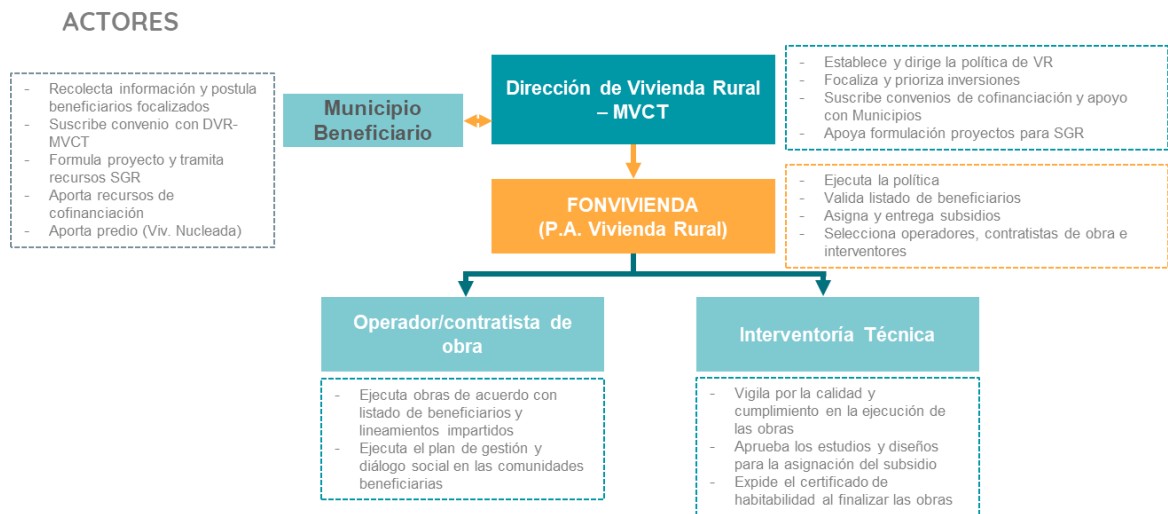 ACTORES
- Recolecta información y postula
beneficiarios focalizados
- Suscribe convenio con DVR-
MVCT
- Formula proyecto y tramita
recursos SGR
- Aporta recursos de
cofinanciación
- Aporta predio (Viv. Nucleada)
Municipio
Beneficiario
Dirección de Vivienda Rural
– MVCT
- Establece y dirige la política de VR
- Focaliza y prioriza inversiones
- Suscribe convenios de cofinanciación y apoyo
con Municipios
- Apoya formulación proyectos para SGR
FONVIVIENDA
(P.A. Vivienda Rural)
- Ejecuta la política
- Valida listado de beneficiarios
- Asigna y entrega subsidios
- Selecciona operadores, contratistas de obra e
interventores
Operador/contratista de
obra
- Ejecuta obras de acuerdo con
listado de beneficiarios y
lineamientos impartidos
- Ejecuta el plan de gestión y
diálogo social en las comunidades
beneficiarias
Interventoría Técnica
- Vigila por la calidad y
cumplimiento en la ejecución de
las obras
- Aprueba los estudios y diseños
para la asignación del subsidio
- Expide el certificado de
habitabilidad al finalizar las obras